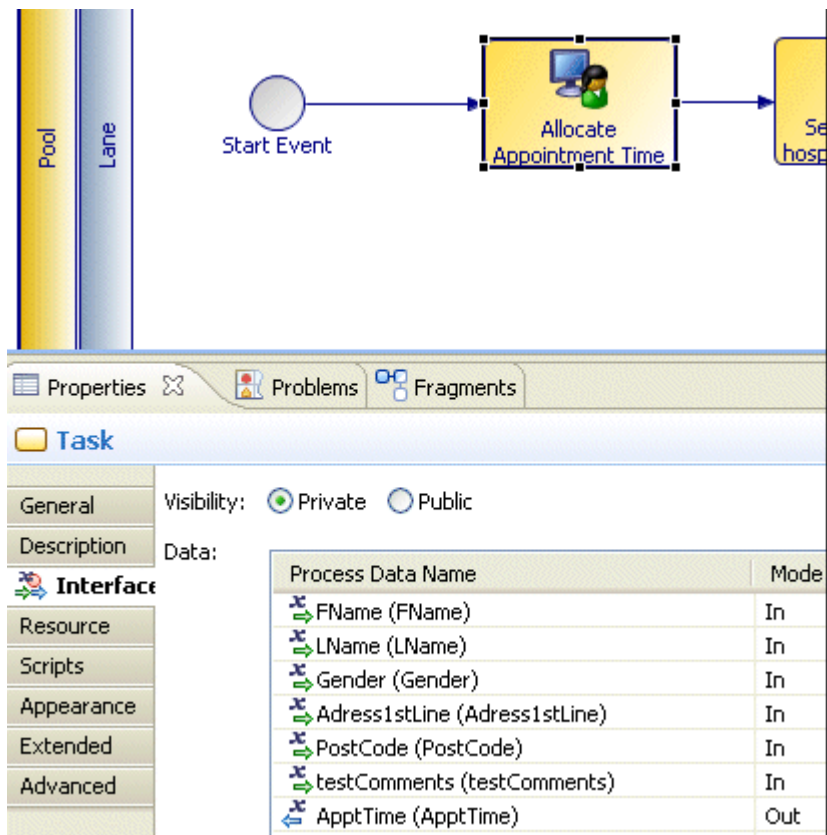 Pool
Lane
Start Event
Allocate
Appointment Time
Se
hosp
Properties
Problems
Fragments
Task
General
Description
Interface
Resource
Scripts
Appearance
Extended
Advanced
Visibility: Private Public
Data:
Process Data Name Mode
FName (FName) In
LName (LName) In
Gender (Gender) In
Adress1stLine (Adress1stLine) In
PostCode (PostCode) In
testComments (testComments) In
ApptTime (ApptTime) Out